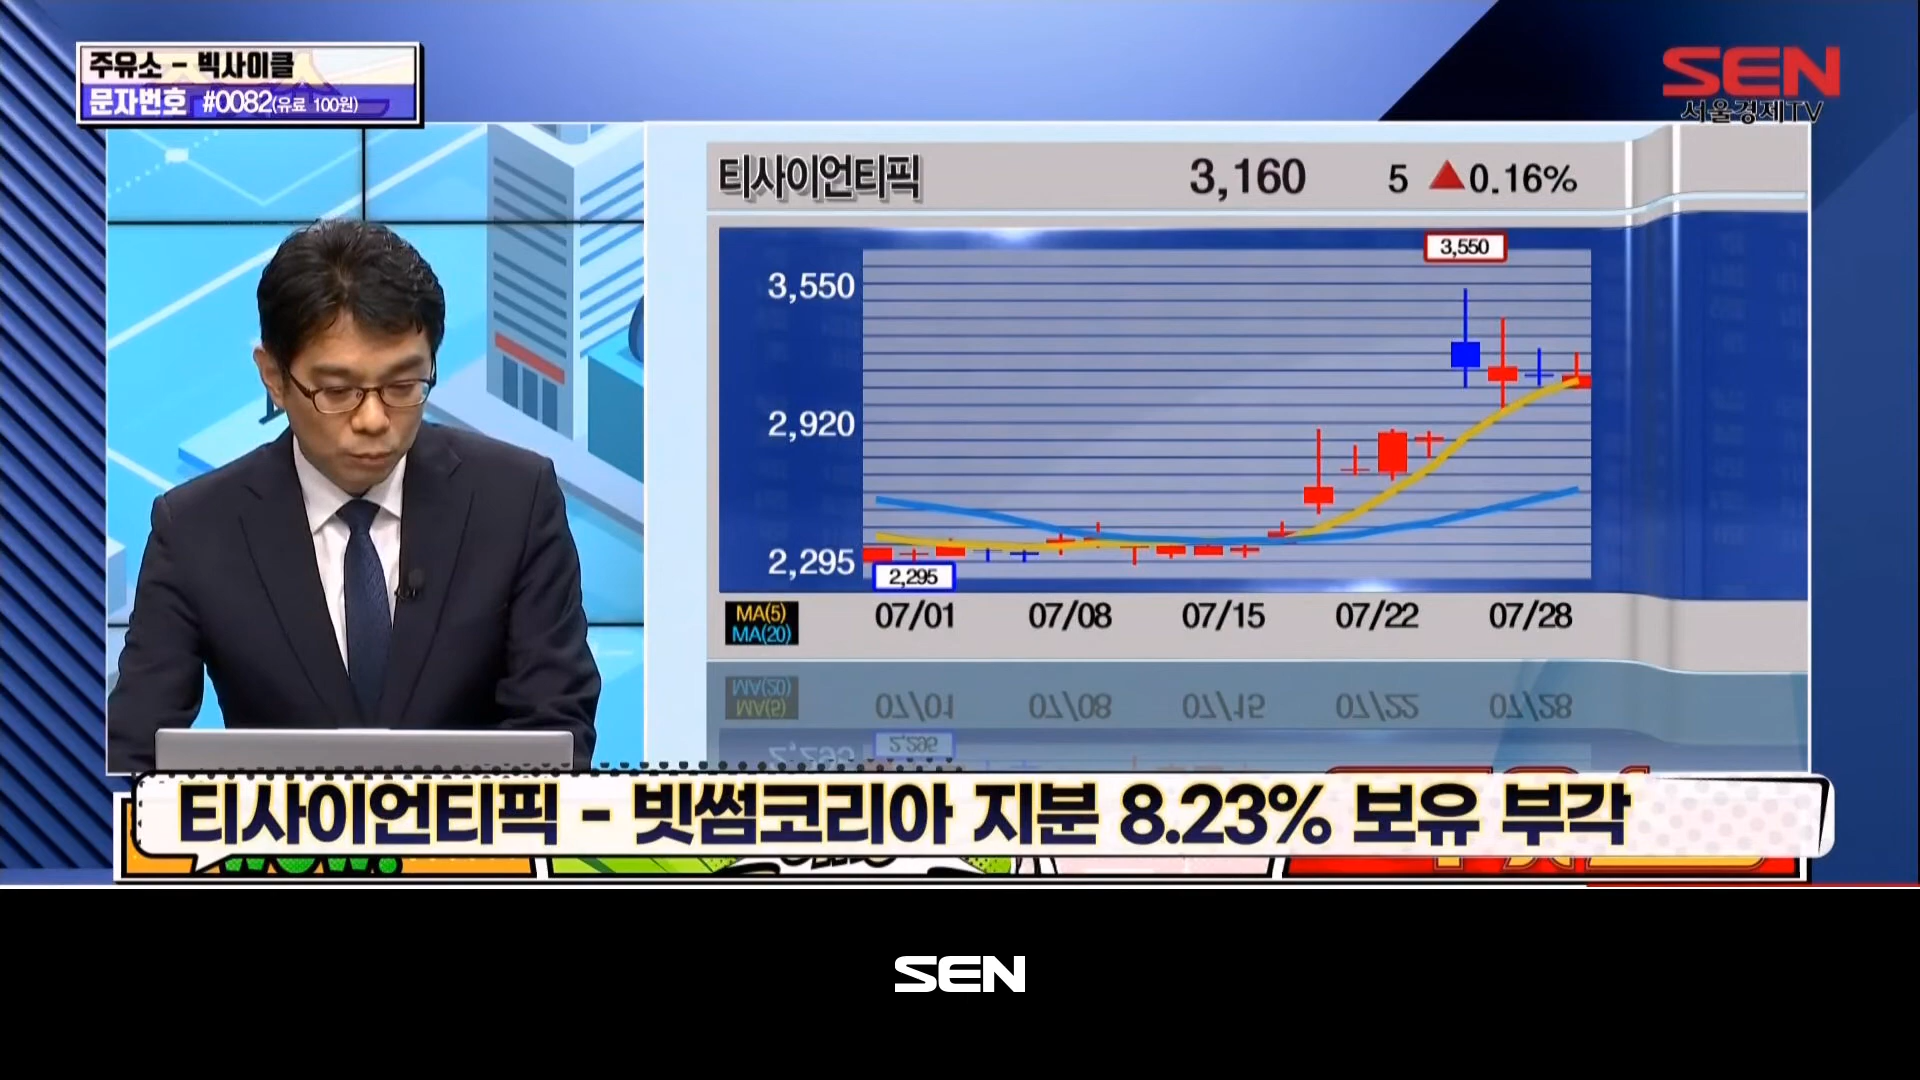 주유소 - 빅사이클
문자번호 #0082(유료 100원)
SEN
서울경제TV
티사이언티픽 3,160 5 ▲0.16%
3,550
3,550
2,920
2,295
2,295
MA(5)
MA(20)
07/01 07/08 07/15 07/22 07/28
티사이언티픽 - 빗썸코리아 지분 8.23% 보유 부각
WOW!
SEN